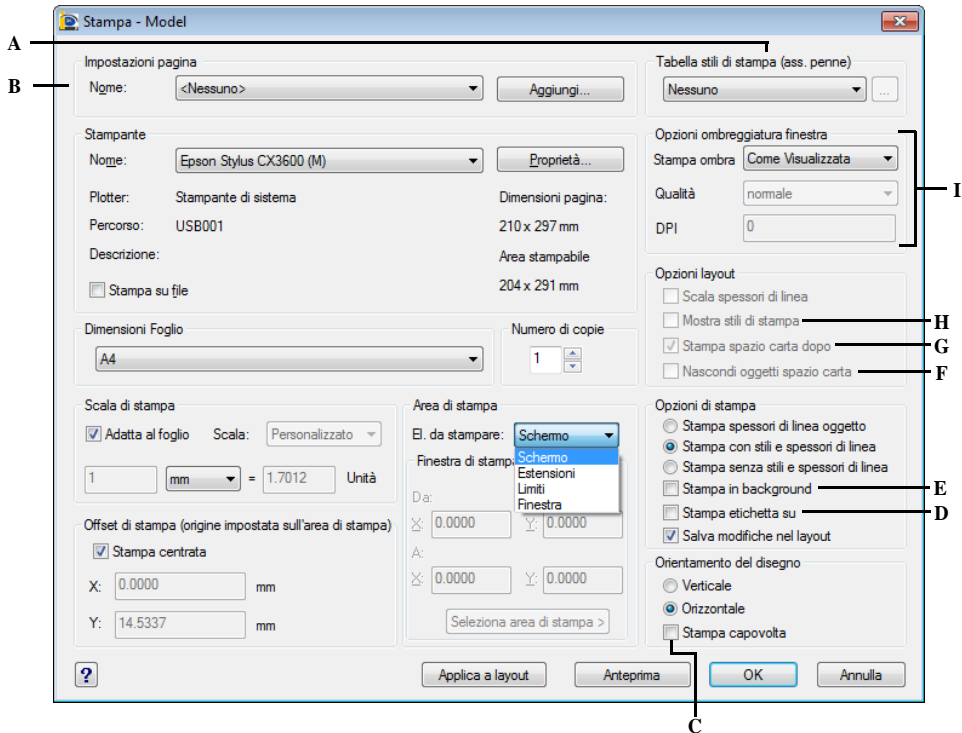 Stampa - Model
A
Impostazioni pagina
B
Nome:
<Nessuno>
Aggiungi...
Tabella stili di stampa (ass. penne)
Nessuno
...
Stampante
Nome:
Epson Stylus CX3600 (M)
Proprietà...
Plotter:
Stampante di sistema
Dimensioni pagina:
Percorso:
USB001
210 x 297 mm
Descrizione:
Area stampabile
Stampa su file
204 x 291 mm
Opzioni ombreggiatura finestra
Stampa ombra
Come Visualizzata
I
Qualità
normale
DPI
0
Dimensioni Foglio
A4
Numero di copie
1
Opzioni layout
Scala spessori di linea
Mostra stili di stampa
H
Stampa spazio carta dopo
G
Nascondi oggetti spazio carta
F
Scala di stampa
Adatta al foglio
Scala:
Personalizzato
1
mm
=
1.7012
Unità
Offset di stampa (origine impostata sull'area di stampa)
Stampa centrata
X:
0.0000
mm
Y:
14.5337
mm
Area di stampa
El. da stampare:
Schermo
Schermo
Estensioni
Limiti
Finestra
Finestra di stamp
Da:
X:
0.0000
Y:
0.0000
A:
X:
0.0000
Y:
0.0000
Seleziona area di stampa >
Opzioni di stampa
Stampa spessori di linea oggetto
Stampa con stili e spessori di linea
Stampa senza stili e spessori di linea
Stampa in background
E
Stampa etichetta su
D
Salva modifiche nel layout
Orientamento del disegno
Verticale
Orizzontale
Stampa capovolta
C
?
Applica a layout
Anteprima
OK
Annulla